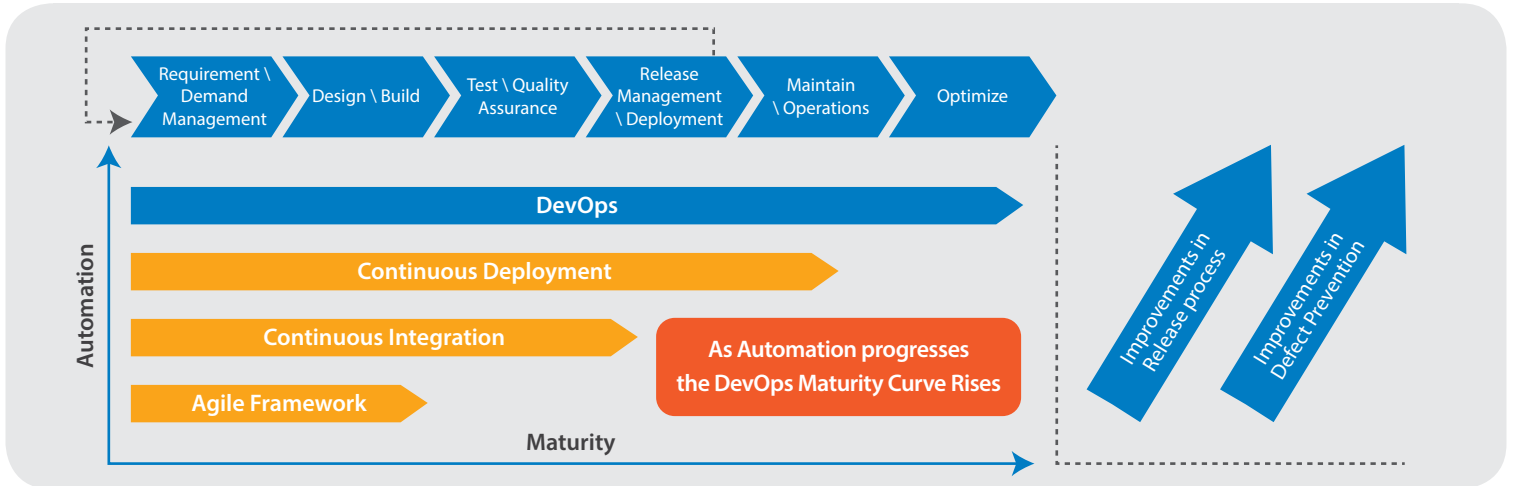 Requirement \
Demand
Management
Design \ Build
Test \ Quality
Assurance
Release
Management
\ Deployment
Maintain
\ Operations
Optimize
Automation
DevOps
Continuous Deployment
Continuous Integration
Agile Framework
As Automation progresses
the DevOps Maturity Curve Rises
Maturity
Improvements in
Release process
Improvements in
Defect Prevention